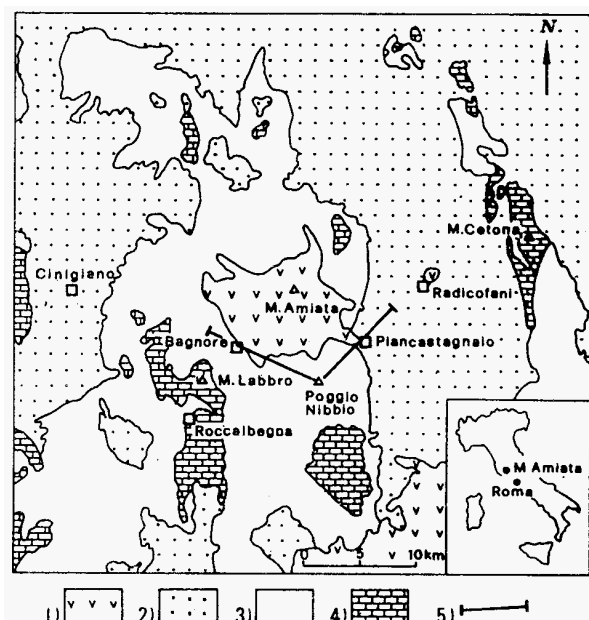 N
M.Cetona
Cinigiano
Radicofani
M.Amiata
Bagnore
Piancastagnaio
M.Labbro
Poggio
Nibbio
Roccalbegna
M Amiata
Roma
0 5 10km
1) 2) 3) 4) 5)